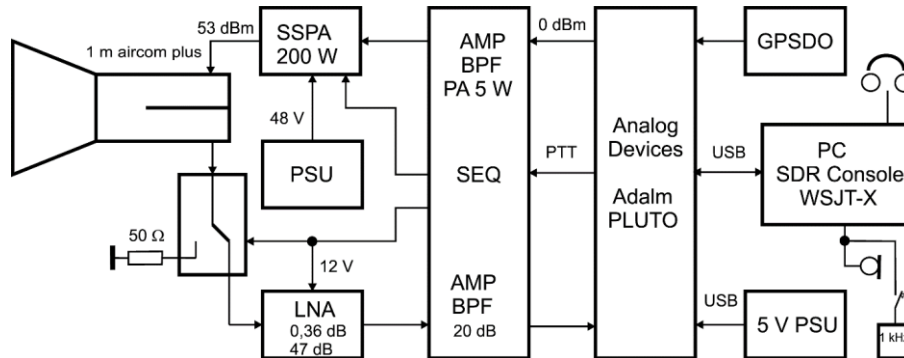 53 dBm
1 m aircom plus
SSPA
200 W
48 V
PSU
50 Ω
12 V
LNA
0,36 dB
47 dB
AMP
BPF
PA 5 W
SEQ
AMP
BPF
20 dB
0 dBm
PTT
Analog
Devices
Adalm
PLUTO
GPSDO
USB
PC
SDR Console
WSJT-X
USB
5 V PSU
1 kHz